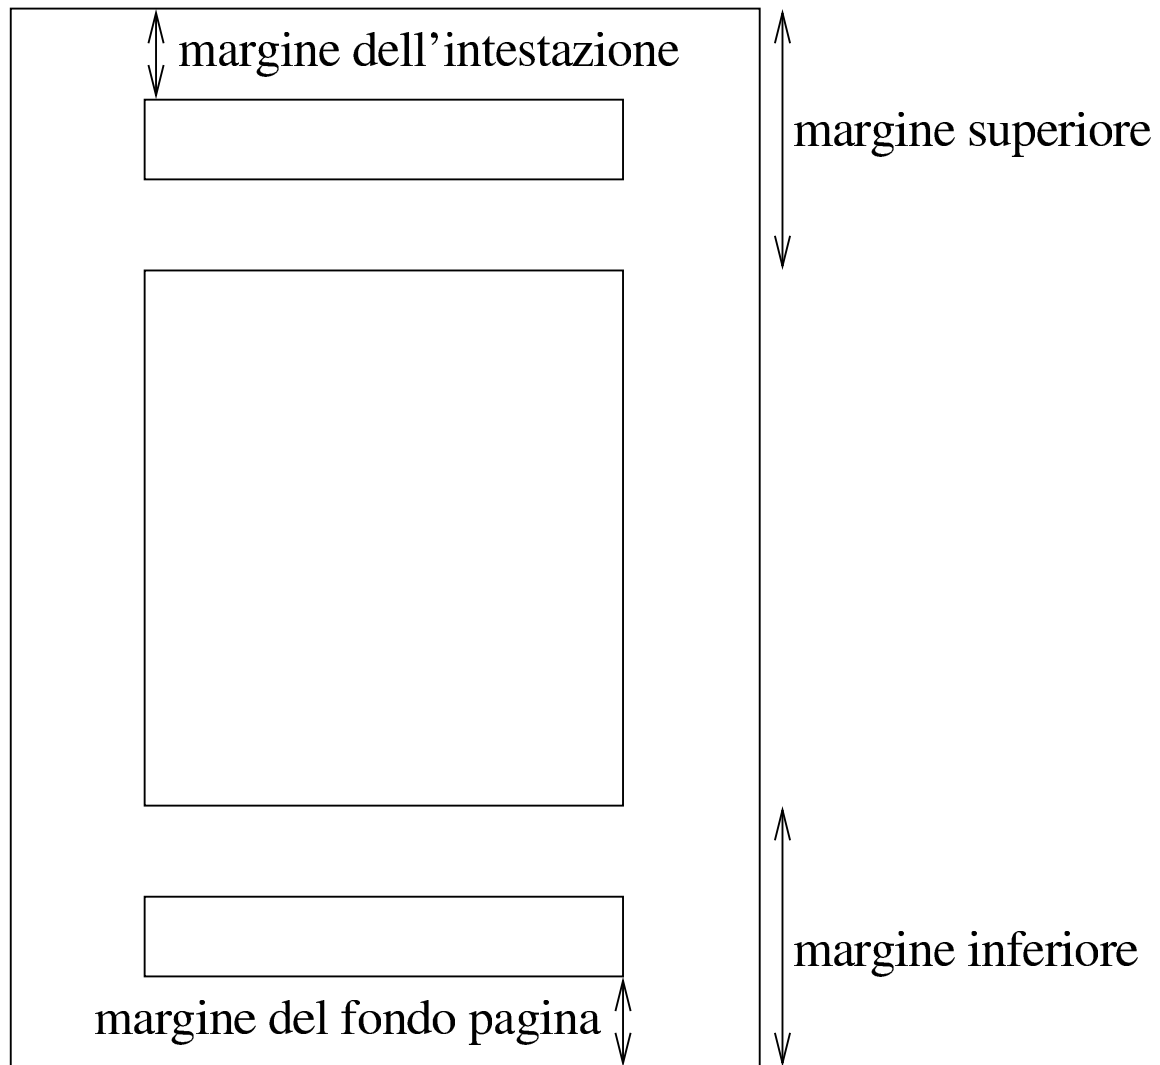 margine dell’intestazione
margine superiore
margine inferiore
margine del fondo pagina